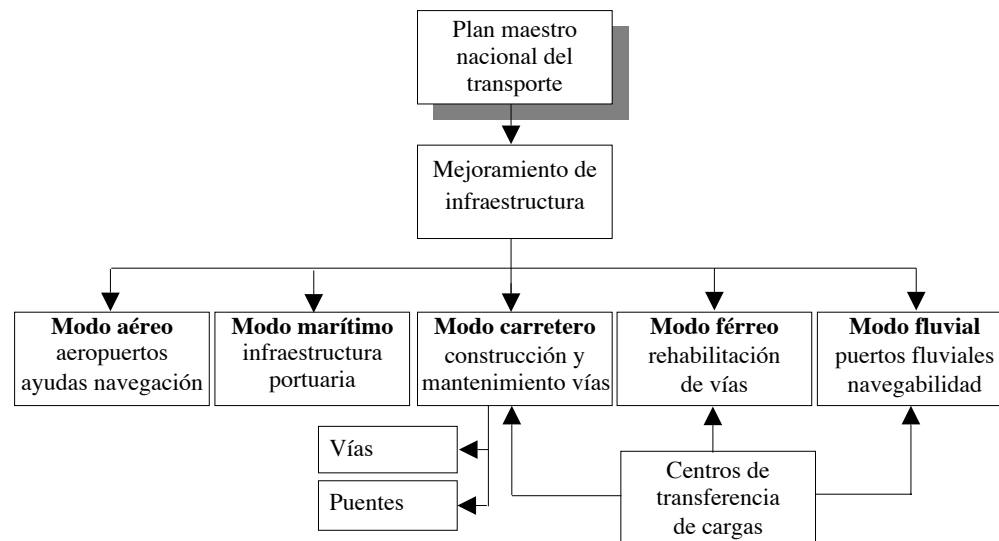 Plan maestro
nacional del
transporte
Mejoramiento de
infraestructura
Modo aéreo
aeropuertos
ayudas navegación
Modo marítimo
infraestructura
portuaria
Modo carretero
construcción y
mantenimiento vías
Modo férreo
rehabilitación
de vías
Modo fluvial
puertos fluviales
navegabilidad
Vías
Puentes
Centros de
transferencia
de cargas